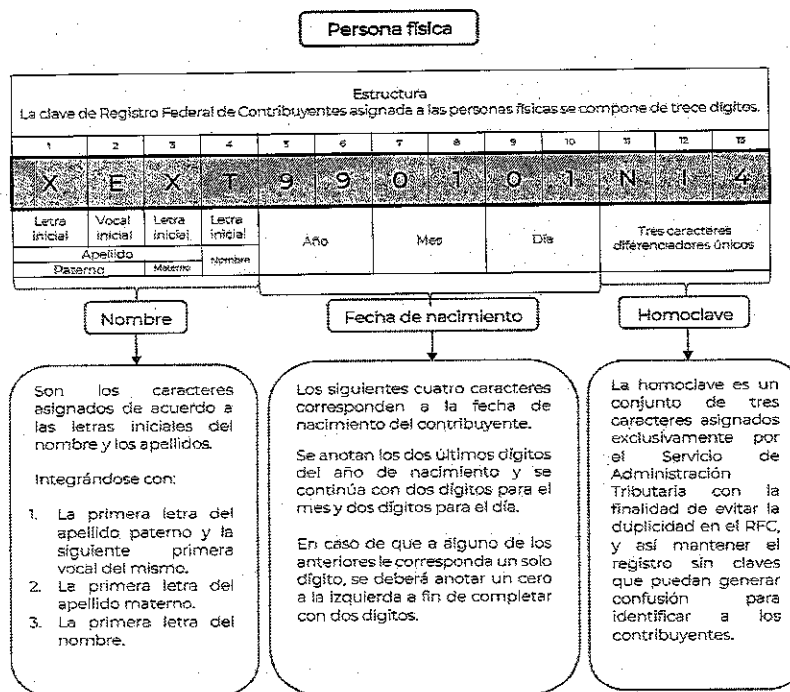 Persona física
Estructura
La clave de Registro Federal de Contribuyentes asignada a las personas físicas se compone de trece dígitos.
1 2 3 4 5 6 7 8 9 10 11 12 13
X E X T 9 9 0 1 0 1 N I 4
Letra inicial
Vocal inicial
Letra inicial
Letra inicial
Apellido
Paterno
Materno
Nombre
Año
Mes
Día
Tres caracteres
diferenciadores únicos
Nombre
Son los caracteres
asignados de acuerdo a
las letras iniciales del
nombre y los apellidos.
Integrándose con:
1. La primera letra del
apellido paterno y la
siguiente primera
vocal del mismo.
2. La primera letra del
apellido materno.
3. La primera letra del
nombre.
Fecha de nacimiento
Los siguientes cuatro caracteres
corresponden a la fecha de
nacimiento del contribuyente.
Se anotan los dos últimos dígitos
del año de nacimiento y se
continúa con dos dígitos para el
mes y dos dígitos para el día.
En caso de que a alguno de los
anteriores le corresponda un solo
dígito, se deberá anotar un cero
a la izquierda a fin de completar
con dos dígitos.
Homoclave
La homoclave es un
conjunto de tres
caracteres asignados
exclusivamente por
el Servicio de
Administración
Tributaria con la
finalidad de evitar la
duplicidad en el RFC,
y así mantener el
registro sin claves
que puedan generar
confusión para
identificar a los
contribuyentes.